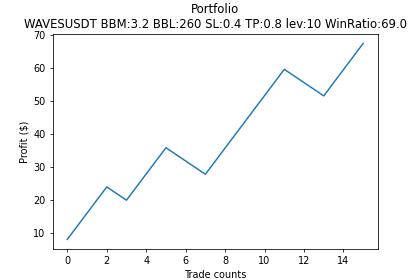 Portfolio
WAVESUSDT BBM:3.2 BBL:260 SL:0.4 TP:0.8 lev:10 WinRatio:69.0
70
60
50
40
30
20
10
Profit ($)
0 2 4 6 8 10 12 14
Trade counts